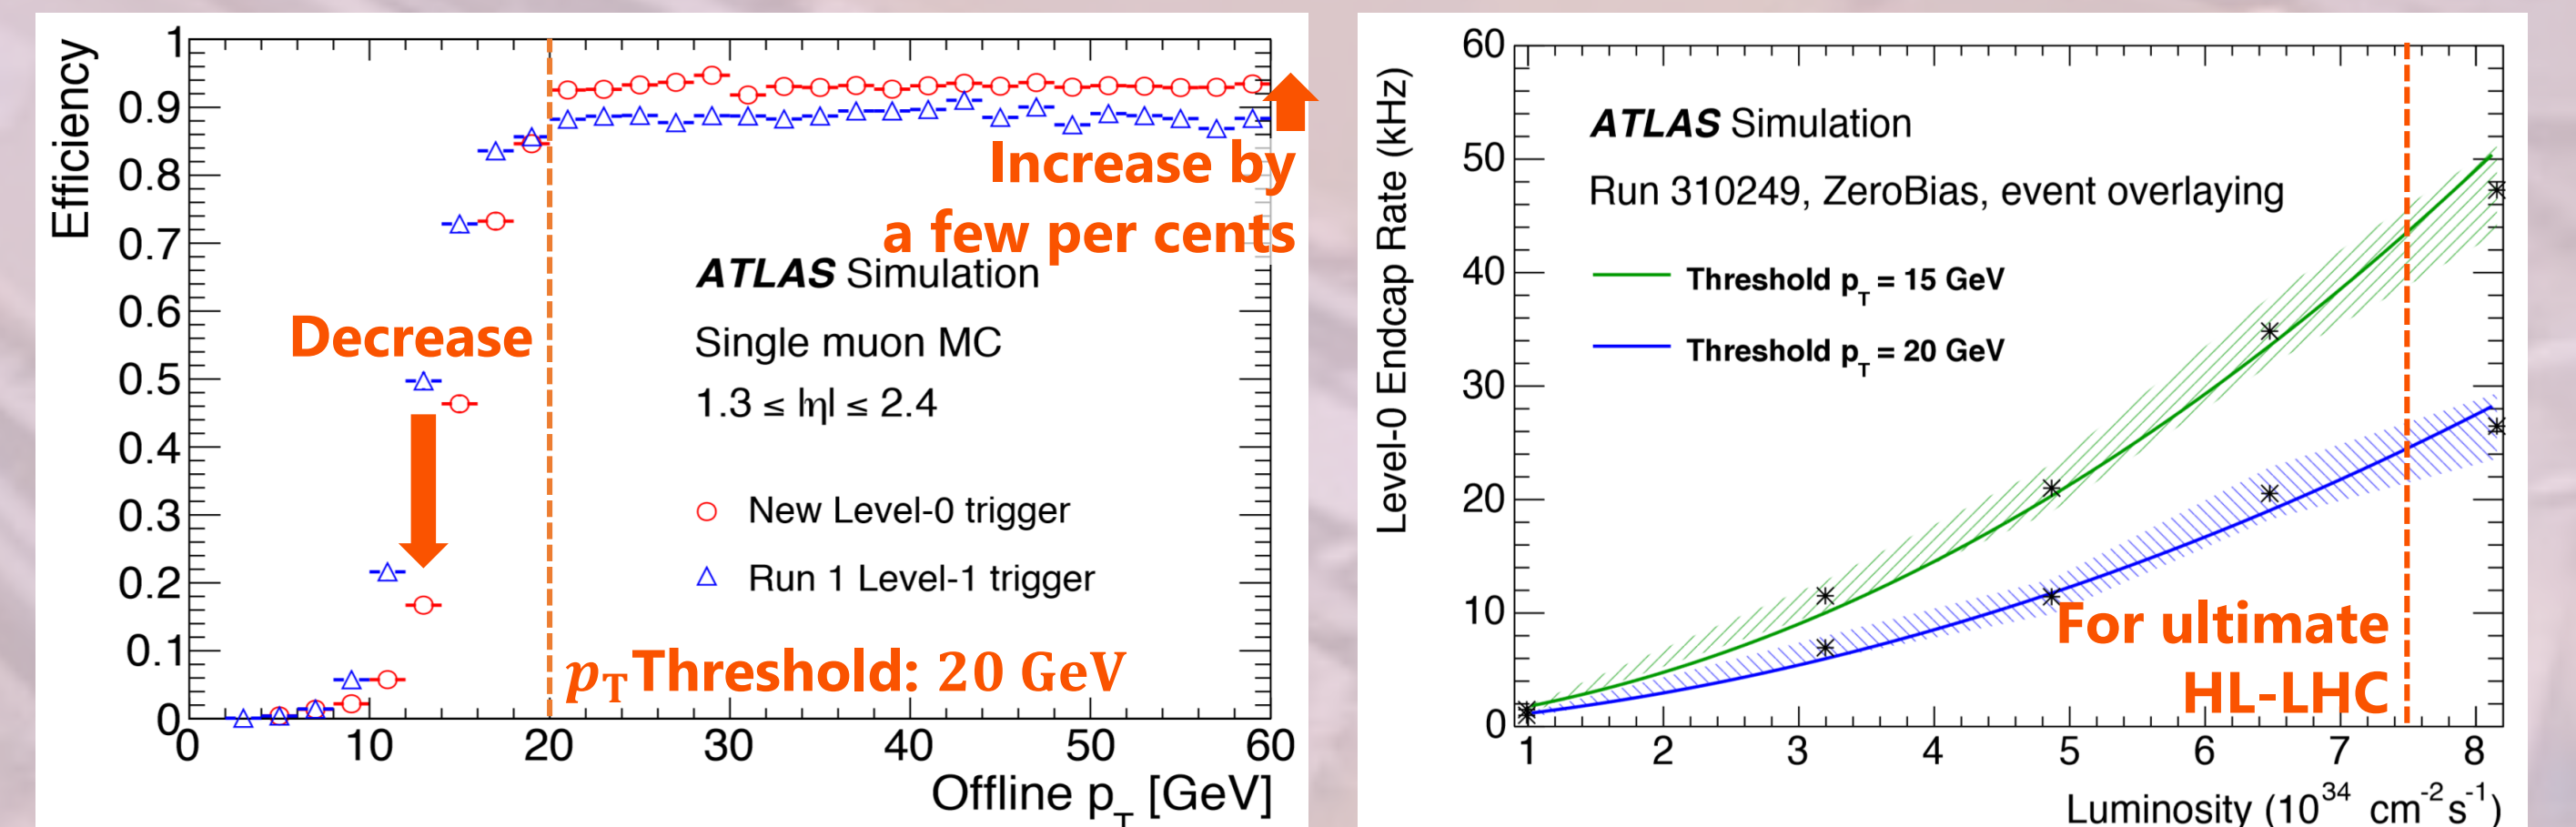 Efficiency
1
0.9
0.8
0.7
0.6
0.5
0.4
0.3
0.2
0.1
0
0 10 20 30 40 50 60
Offline p_T [GeV]
Increase by
a few per cents
Decrease
ATLAS Simulation
Single muon MC
1.3 ≤ |η| ≤ 2.4
New Level-0 trigger
Run 1 Level-1 trigger
p_T Threshold: 20 GeV
Level-0 Endcap Rate (kHz)
60
50
40
30
20
10
0
1 2 3 4 5 6 7 8
Luminosity (10^34 cm^-2 s^-1)
ATLAS Simulation
Run 310249, ZeroBias, event overlaying
Threshold p_T = 15 GeV
Threshold p_T = 20 GeV
For ultimate
HL-LHC